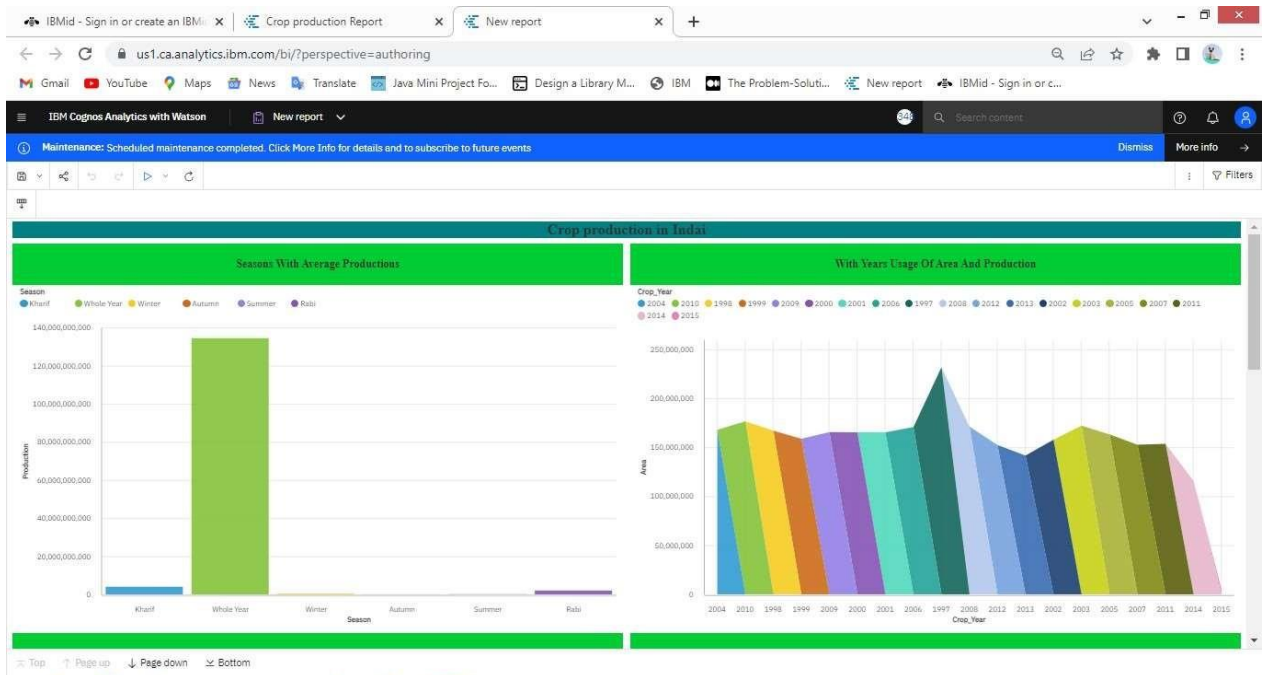 IBMid - Sign in or create an IBMi
Crop production Report
New report
us1.ca.analytics.ibm.com/bi/?perspective=authoring
Gmail YouTube Maps News Translate Java Mini Project Fo... Design a Library M... IBM The Problem-Soluti... New report IBMid - Sign in or c...
IBM Cognos Analytics with Watson New report Search content
Maintenance: Scheduled maintenance completed. Click More Info for details and to subscribe to future events Dismiss More info
Filters
Crop production in Indai
Seasons With Average Productions
Season
Kharif Whole Year Winter Autumn Summer Rabi
140,000,000,000
120,000,000,000
100,000,000,000
80,000,000,000
60,000,000,000
40,000,000,000
20,000,000,000
0
Production
Kharif Whole Year Winter Autumn Summer Rabi
Season
With Years Usage Of Area And Production
Crop_Year
2004 2010 1998 1999 2009 2000 2001 2006 1997 2008 2012 2013 2002 2003 2005 2007 2011
2014 2015
250,000,000
200,000,000
150,000,000
100,000,000
50,000,000
0
Area
2004 2010 1998 1999 2009 2000 2001 2006 1997 2008 2012 2013 2002 2003 2005 2007 2011 2014 2015
Crop_Year
Top Page up Page down Bottom